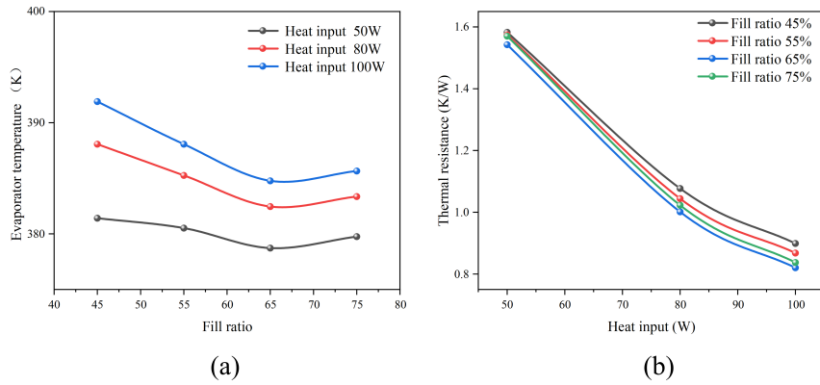 400
390
380
Evaporator temperature (K)
Heat input 50W
Heat input 80W
Heat input 100W
40 45 50 55 60 65 70 75 80
Fill ratio
(a)
1.6
1.4
1.2
1.0
0.8
Thermal resistance (K/W)
Fill ratio 45%
Fill ratio 55%
Fill ratio 65%
Fill ratio 75%
50 60 70 80 90 100
Heat input (W)
(b)